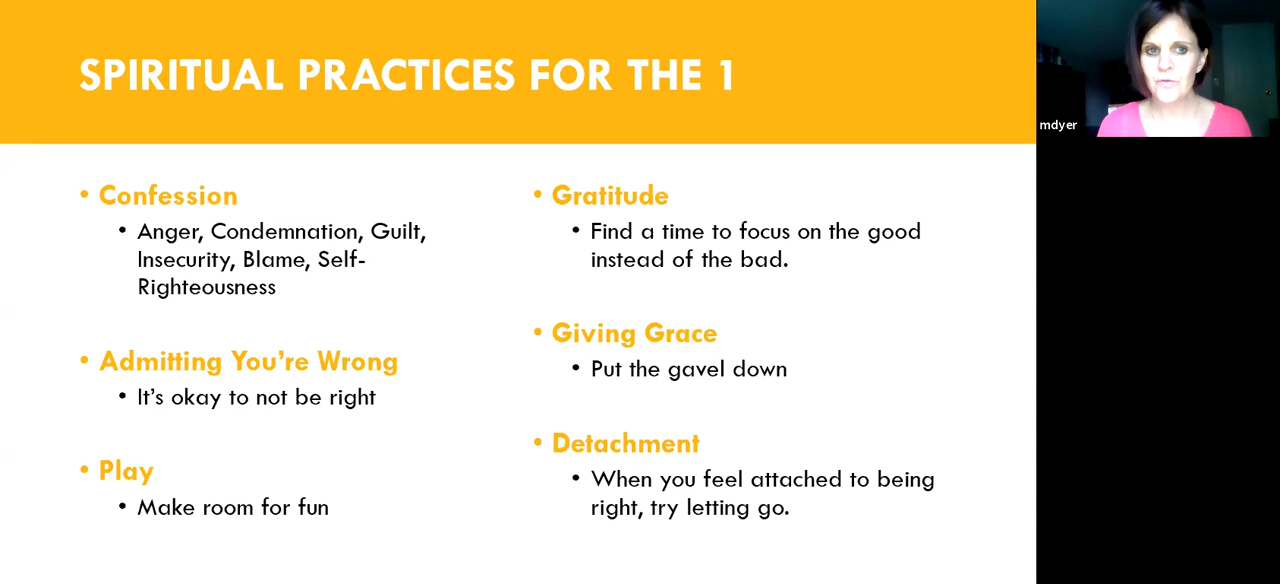 SPIRITUAL PRACTICES FOR THE 1
mdyer
• Confession
• Anger, Condemnation, Guilt,
Insecurity, Blame, Self-
Righteousness
• Admitting You’re Wrong
• It’s okay to not be right
• Play
• Make room for fun
• Gratitude
• Find a time to focus on the good
instead of the bad.
• Giving Grace
• Put the gavel down
• Detachment
• When you feel attached to being
right, try letting go.